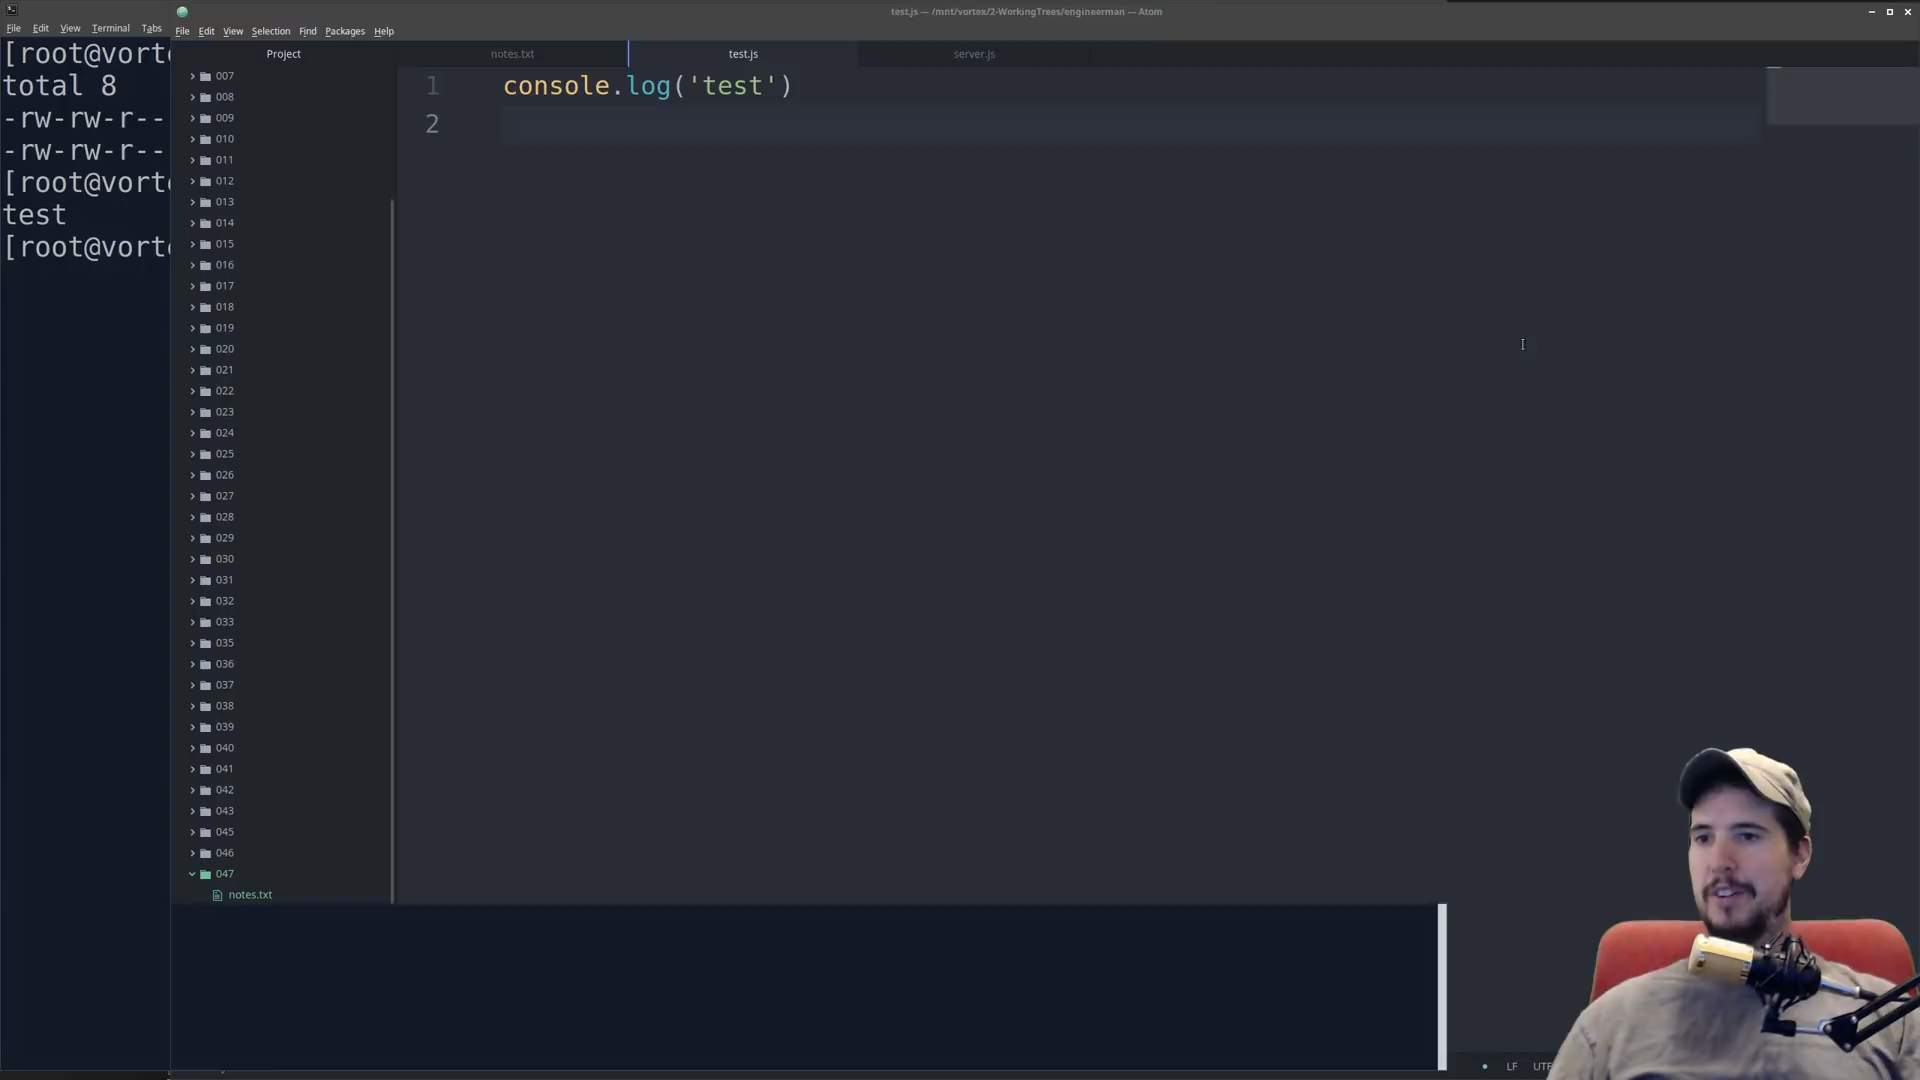 test.js — /mnt/vortex/2-WorkingTrees/engineerman — Atom
File Edit View Terminal Tabs
File Edit View Selection Find Packages Help
[root@vort
total 8
-rw-rw-r--
-rw-rw-r--
[root@vort
test
[root@vort
Project
007
008
009
010
011
012
013
014
015
016
017
018
019
020
021
022
023
024
025
026
027
028
029
030
031
032
033
035
036
037
038
039
040
041
042
043
045
046
047
notes.txt
notes.txt test.js server.js
1 console.log('test')
2
LF UTF